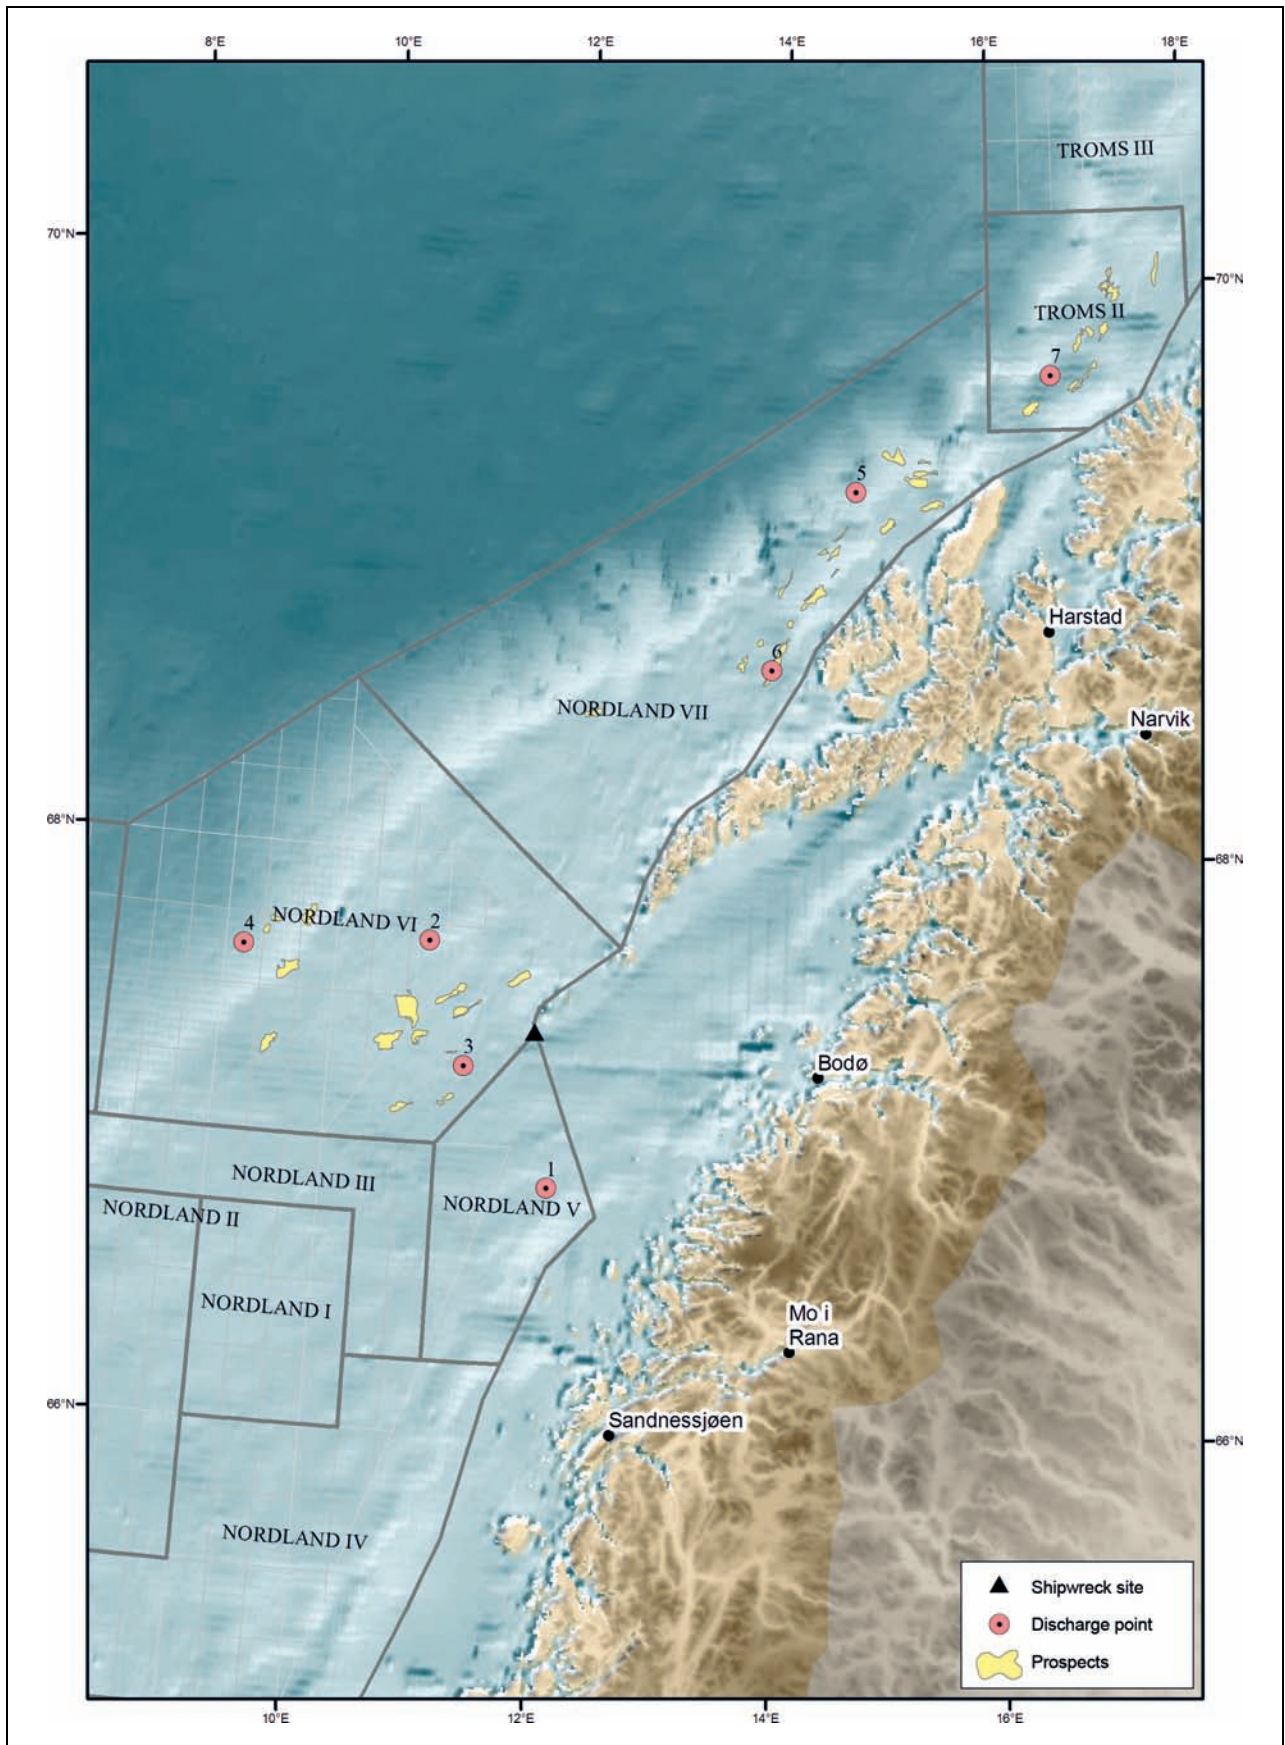 8°E 10°E 12°E 14°E 16°E 18°E
TROMS III
70°N
70°N
TROMS II
7
5
Harstad
6
NORDLAND VII
Narvik
68°N
68°N
4
NORDLAND VI
2
3
Bodø
1
NORDLAND III
NORDLAND V
NORDLAND II
NORDLAND I
Mo i
Rana
66°N
Sandnessjøen
66°N
NORDLAND IV
Shipwreck site
Discharge point
Prospects
10°E 12°E 14°E 16°E